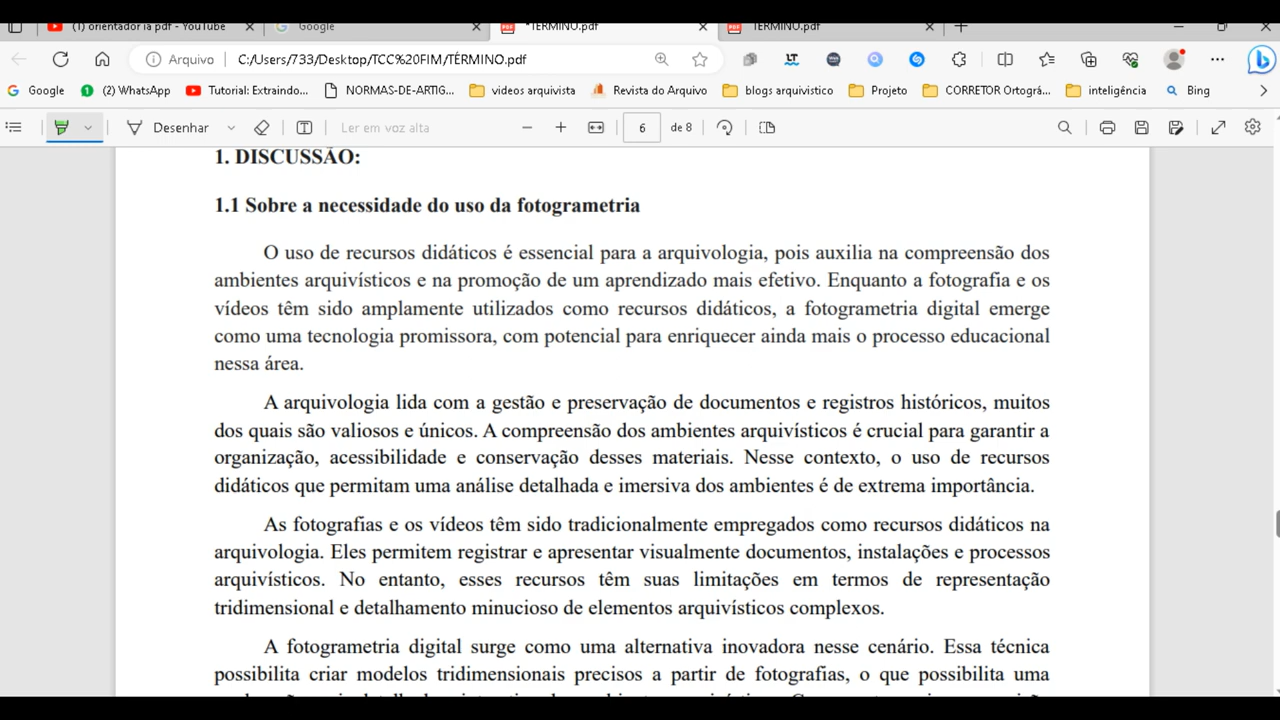 (1) orientador ia pdf - YouTube
Google
*TÉRMINO.pdf
TÉRMINO.pdf
Arquivo
C:/Users/733/Desktop/TCC%20FIM/TÉRMINO.pdf
Google
(2) WhatsApp
Tutorial: Extraindo...
NORMAS-DE-ARTIG...
videos arquivista
Revista do Arquivo
blogs arquivistico
Projeto
CORRETOR Ortográ...
inteligência
Bing
Desenhar
Ler em voz alta
6
de 8
1. DISCUSSÃO:
1.1 Sobre a necessidade do uso da fotogrametria
O uso de recursos didáticos é essencial para a arquivologia, pois auxilia na compreensão dos
ambientes arquivísticos e na promoção de um aprendizado mais efetivo. Enquanto a fotografia e os
vídeos têm sido amplamente utilizados como recursos didáticos, a fotogrametria digital emerge
como uma tecnologia promissora, com potencial para enriquecer ainda mais o processo educacional
nessa área.
A arquivologia lida com a gestão e preservação de documentos e registros históricos, muitos
dos quais são valiosos e únicos. A compreensão dos ambientes arquivísticos é crucial para garantir a
organização, acessibilidade e conservação desses materiais. Nesse contexto, o uso de recursos
didáticos que permitam uma análise detalhada e imersiva dos ambientes é de extrema importância.
As fotografias e os vídeos têm sido tradicionalmente empregados como recursos didáticos na
arquivologia. Eles permitem registrar e apresentar visualmente documentos, instalações e processos
arquivísticos. No entanto, esses recursos têm suas limitações em termos de representação
tridimensional e detalhamento minucioso de elementos arquivísticos complexos.
A fotogrametria digital surge como uma alternativa inovadora nesse cenário. Essa técnica
possibilita criar modelos tridimensionais precisos a partir de fotografias, o que possibilita uma